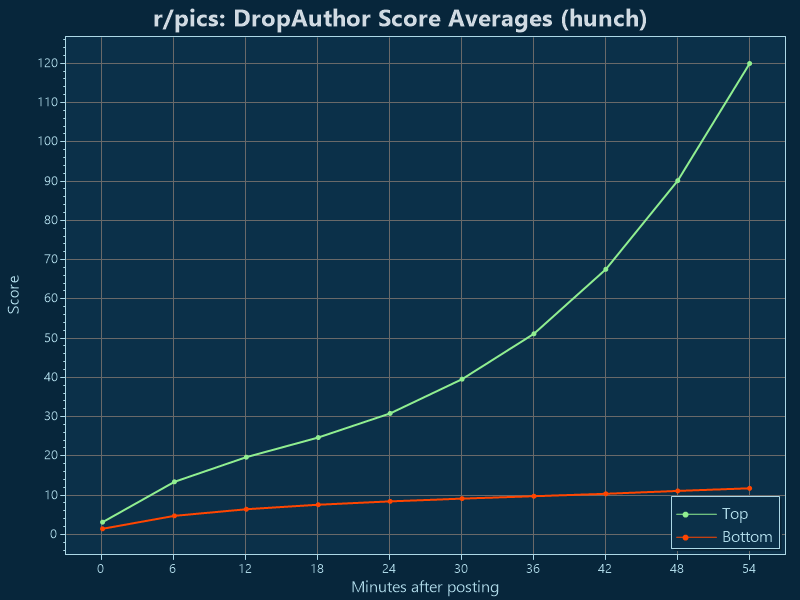 r/pics: DropAuthor Score Averages (hunch)
120
110
100
90
80
70
60
50
40
30
20
10
0
Score
Top
Bottom
0 6 12 18 24 30 36 42 48 54
Minutes after posting